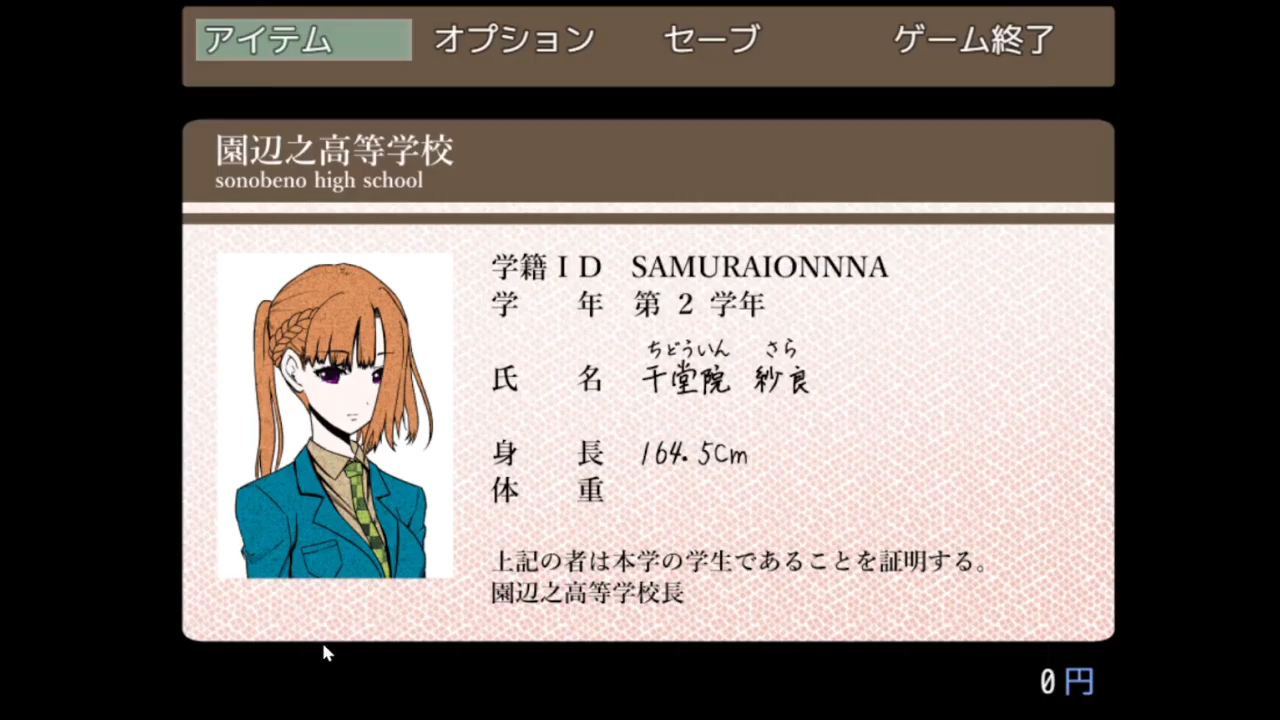 アイテム オプション セーブ ゲーム終了
園辺之高等学校
sonobeno high school
学籍ID SAMURAIONNNA
学年 第2学年
ちどういん さら
氏名 千堂院 紗良
身長 164.5cm
体重
上記の者は本学の学生であることを証明する。
園辺之高等学校長
0円